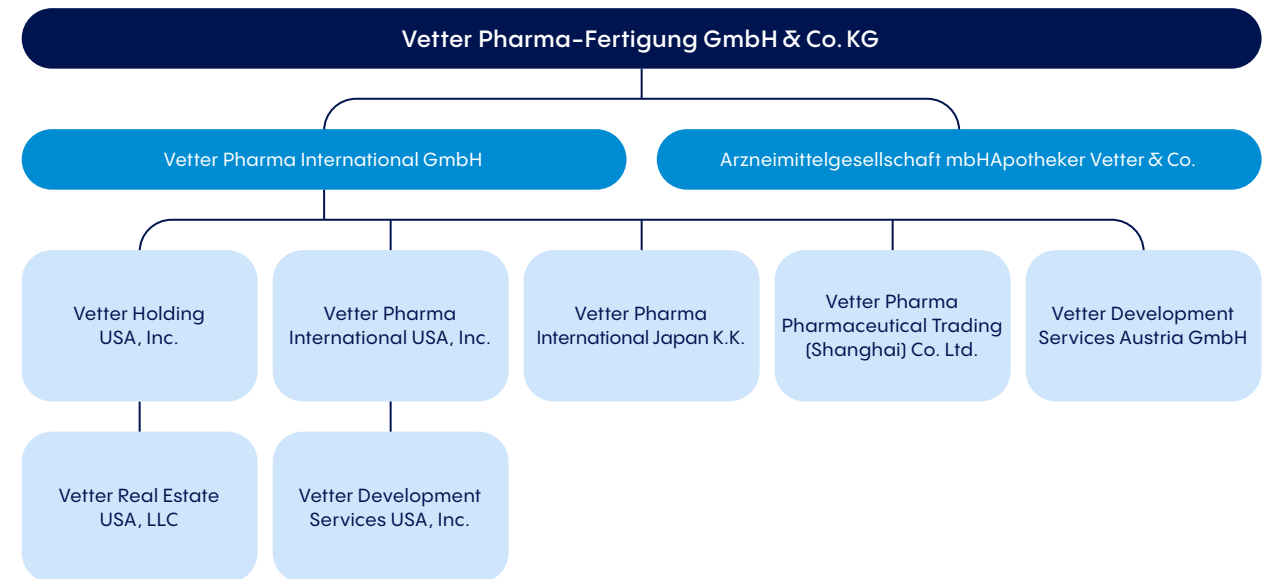 Vetter Pharma-Fertigung GmbH & Co. KG
Vetter Pharma International GmbH
Arzneimittelgesellschaft mbHApotheker Vetter & Co.
Vetter Holding
USA, Inc.
Vetter Pharma
International USA, Inc.
Vetter Pharma
International Japan K.K.
Vetter Pharma
Pharmaceutical Trading
(Shanghai) Co. Ltd.
Vetter Development
Services Austria GmbH
Vetter Real Estate
USA, LLC
Vetter Development
Services USA, Inc.